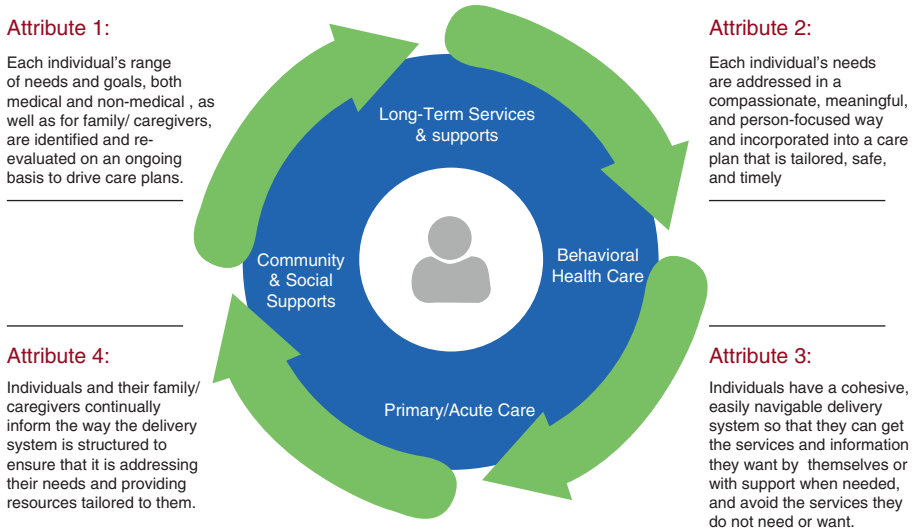 Attribute 1:
Each individual's range
of needs and goals, both
medical and non-medical , as
well as for family/ caregivers,
are identified and re-
evaluated on an ongoing
basis to drive care plans.
Attribute 2:
Each individual's needs
are addressed in a
compassionate, meaningful,
and person-focused way
and incorporated into a care
plan that is tailored, safe,
and timely
Long-Term Services
& supports
Behavioral
Health Care
Community
& Social
Supports
Primary/Acute Care
Attribute 4:
Individuals and their family/
caregivers continually
inform the way the delivery
system is structured to
ensure that it is addressing
their needs and providing
resources tailored to them.
Attribute 3:
Individuals have a cohesive,
easily navigable delivery
system so that they can get
the services and information
they want by  themselves or
with support when needed,
and avoid the services they
do not need or want.